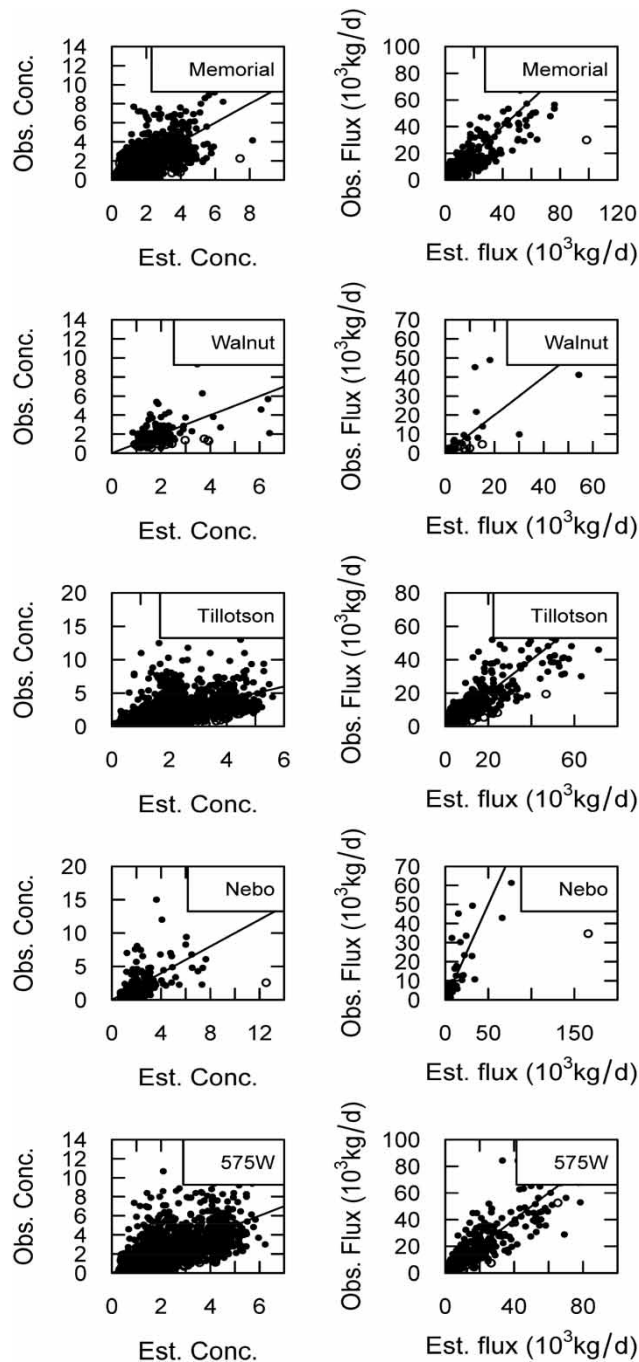 Memorial
Obs. Conc.
14
12
10
8
6
4
2
0
0 2 4 6 8
Est. Conc.
Memorial
Obs. Flux (10³kg/d)
100
80
60
40
20
0
0 40 80 120
Est. flux (10³kg/d)
Walnut
Obs. Conc.
14
12
10
8
6
4
2
0
0 2 4 6
Est. Conc.
Walnut
Obs. Flux (10³kg/d)
70
60
50
40
30
20
10
0
0 20 40 60
Est. flux (10³kg/d)
Tillotson
Obs. Conc.
20
15
10
5
0
0 2 4 6
Est. Conc.
Tillotson
Obs. Flux (10³kg/d)
80
60
40
20
0
20 60
Est. flux (10³kg/d)
Nebo
Obs. Conc.
20
15
10
5
0
0 4 8 12
Est. Conc.
Nebo
Obs. Flux (10³kg/d)
70
60
50
40
30
20
10
0
0 50 150
Est. flux (10³kg/d)
575W
Obs. Conc.
14
12
10
8
6
4
2
0
0 2 4 6
Est. Conc.
575W
Obs. Flux (10³kg/d)
100
80
60
40
20
0
0 40 80
Est. flux (10³kg/d)